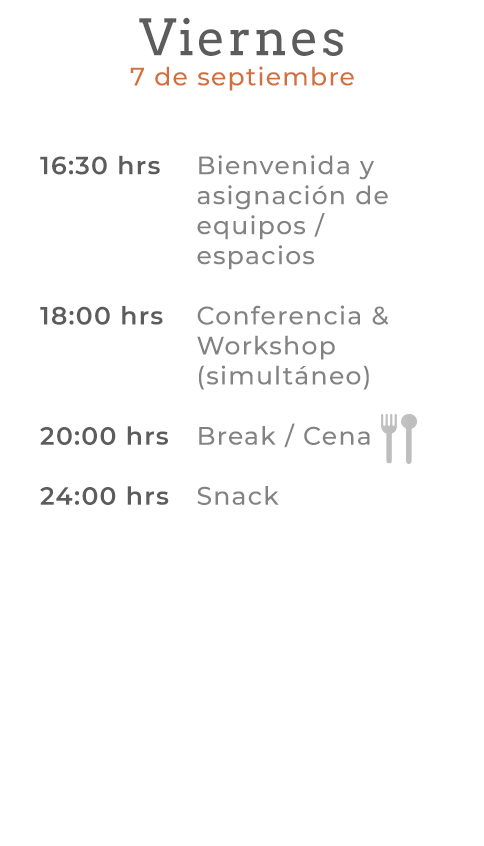 Viernes
7 de septiembre
16:30 hrs Bienvenida y
asignación de
equipos /
espacios
18:00 hrs Conferencia &
Workshop
(simultáneo)
20:00 hrs Break / Cena
24:00 hrs Snack